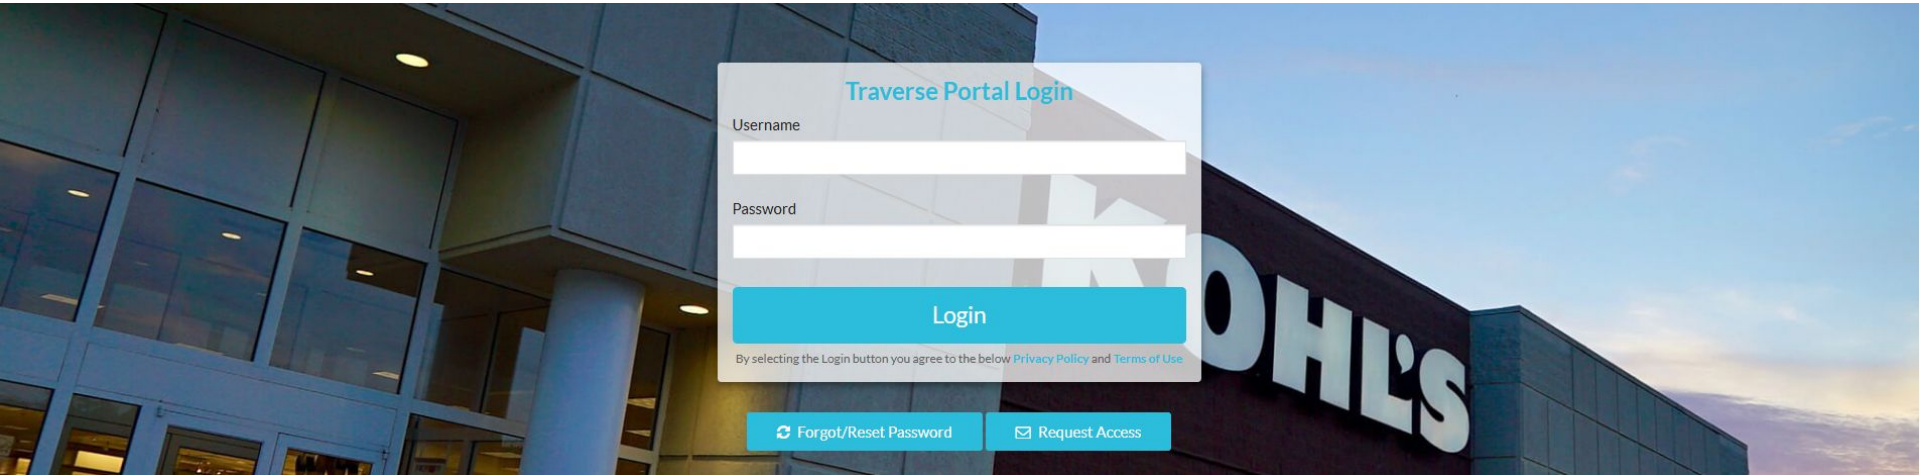 Traverse Portal Login
Username
Password
KOHL'S
Login
By selecting the Login button you agree to the below Privacy Policy and Terms of Use
Forgot/Reset Password
Request Access